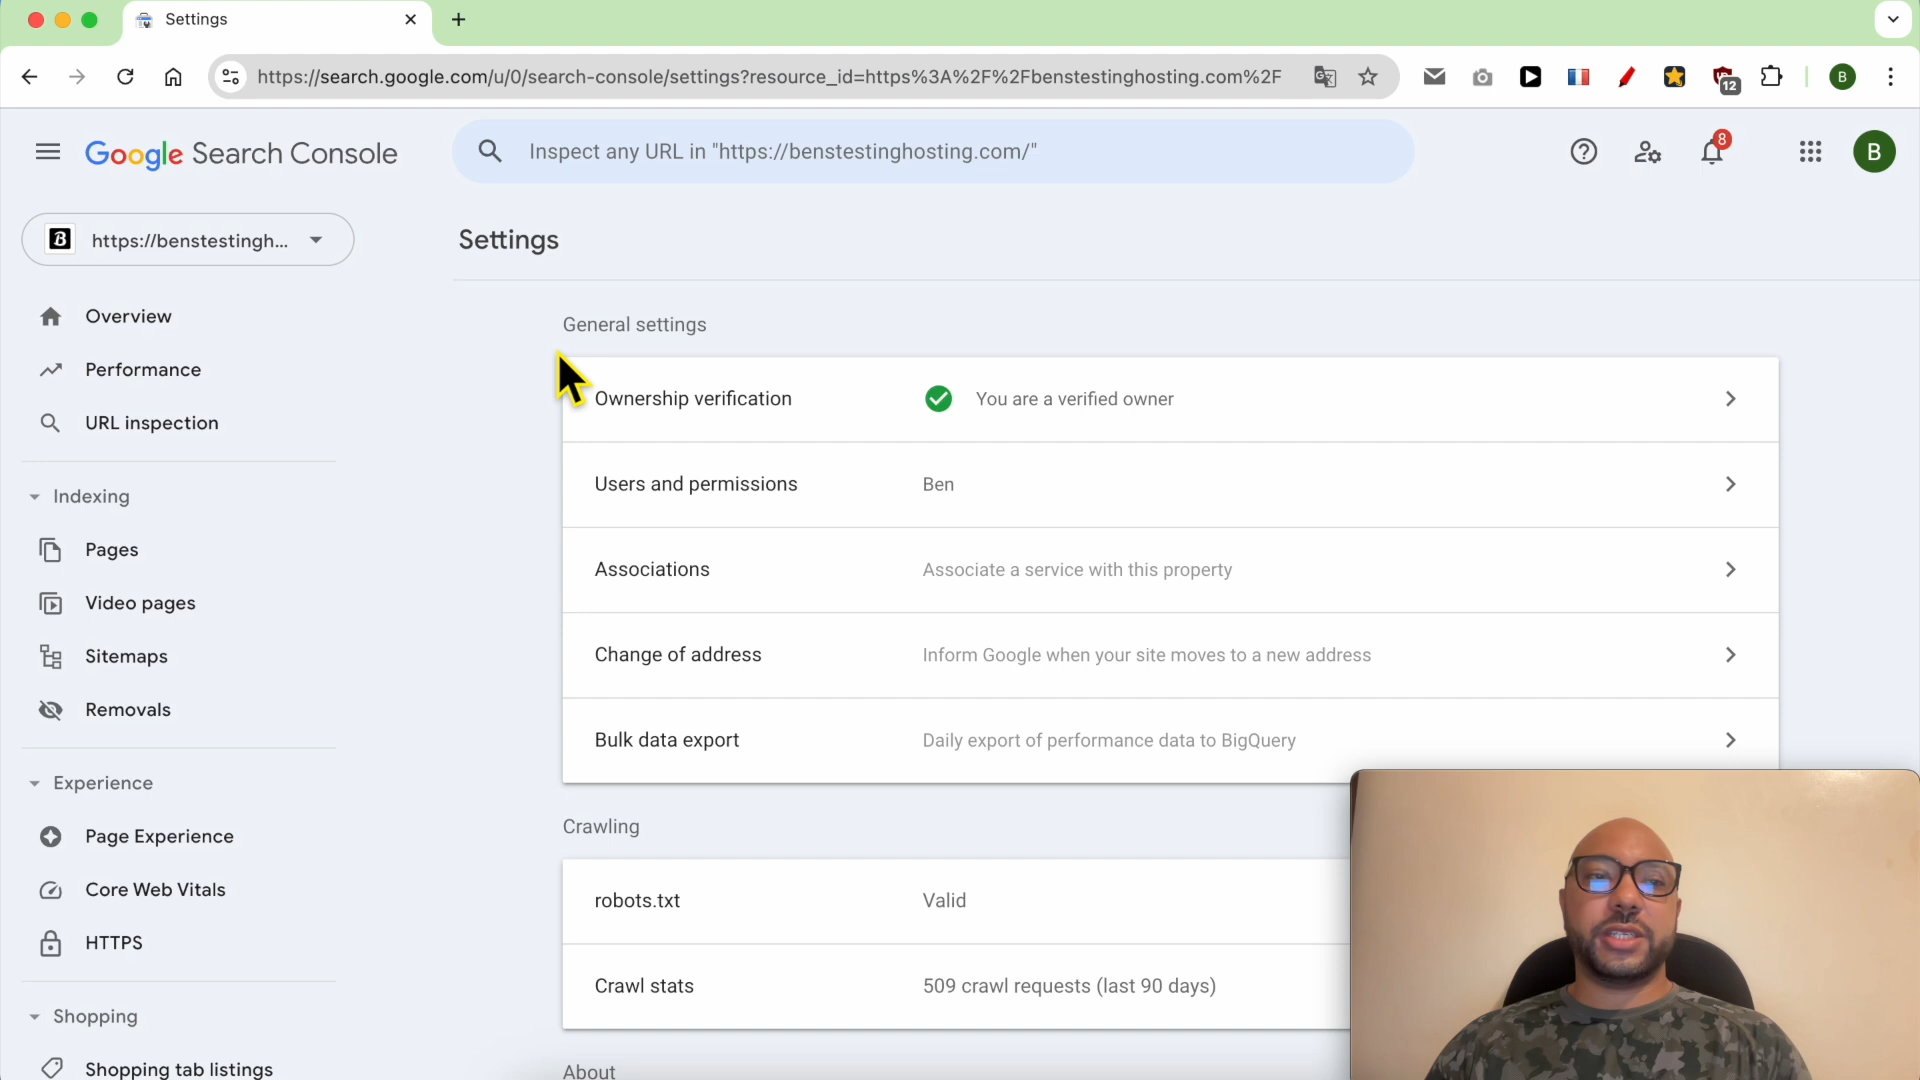 Settings
https://search.google.com/u/0/search-console/settings?resource_id=https%3A%2F%2Fbenstestinghosting.com%2F
12
B
Google Search Console
Inspect any URL in "https://benstestinghosting.com/"
8
B
B
https://benstestingh...
Settings
Overview
General settings
Performance
Ownership verification
You are a verified owner
URL inspection
Users and permissions
Ben
Indexing
Pages
Associations
Associate a service with this property
Video pages
Sitemaps
Change of address
Inform Google when your site moves to a new address
Removals
Bulk data export
Daily export of performance data to BigQuery
Experience
Crawling
Page Experience
Core Web Vitals
robots.txt
Valid
HTTPS
Crawl stats
509 crawl requests (last 90 days)
Shopping
Shopping tab listings
About